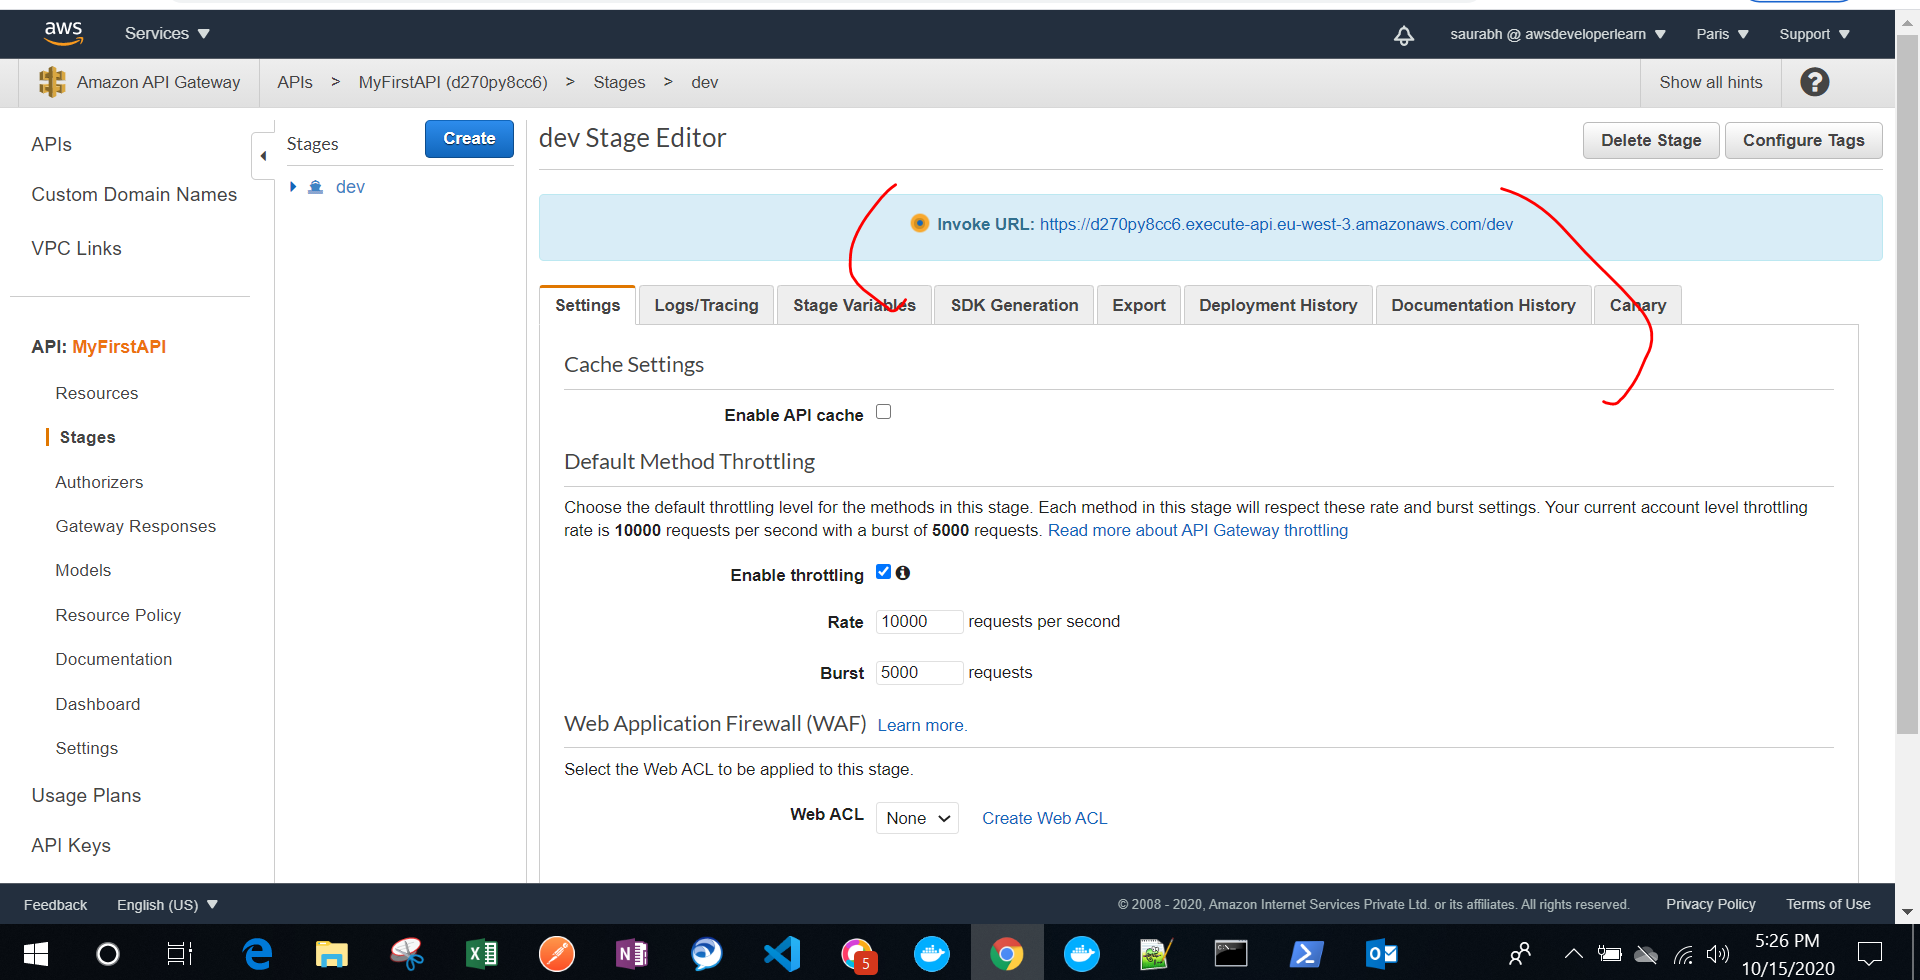 aws Services saurabh @ awsdeveloperlearn Paris Support
Amazon API Gateway APIs > MyFirstAPI (d270py8cc6) > Stages > dev Show all hints ?
APIs
Custom Domain Names
VPC Links
API: MyFirstAPI
Resources
Stages
Authorizers
Gateway Responses
Models
Resource Policy
Documentation
Dashboard
Settings
Usage Plans
API Keys
Stages Create
dev
dev Stage Editor Delete Stage Configure Tags
Invoke URL: https://d270py8cc6.execute-api.eu-west-3.amazonaws.com/dev
Settings Logs/Tracing Stage Variables SDK Generation Export Deployment History Documentation History Canary
Cache Settings
Enable API cache
Default Method Throttling
Choose the default throttling level for the methods in this stage. Each method in this stage will respect these rate and burst settings. Your current account level throttling
rate is 10000 requests per second with a burst of 5000 requests. Read more about API Gateway throttling
Enable throttling
Rate 10000 requests per second
Burst 5000 requests
Web Application Firewall (WAF) Learn more.
Select the Web ACL to be applied to this stage.
Web ACL None Create Web ACL
Feedback English (US) © 2008 - 2020, Amazon Internet Services Private Ltd. or its affiliates. All rights reserved. Privacy Policy Terms of Use
5
5:26 PM
10/15/2020